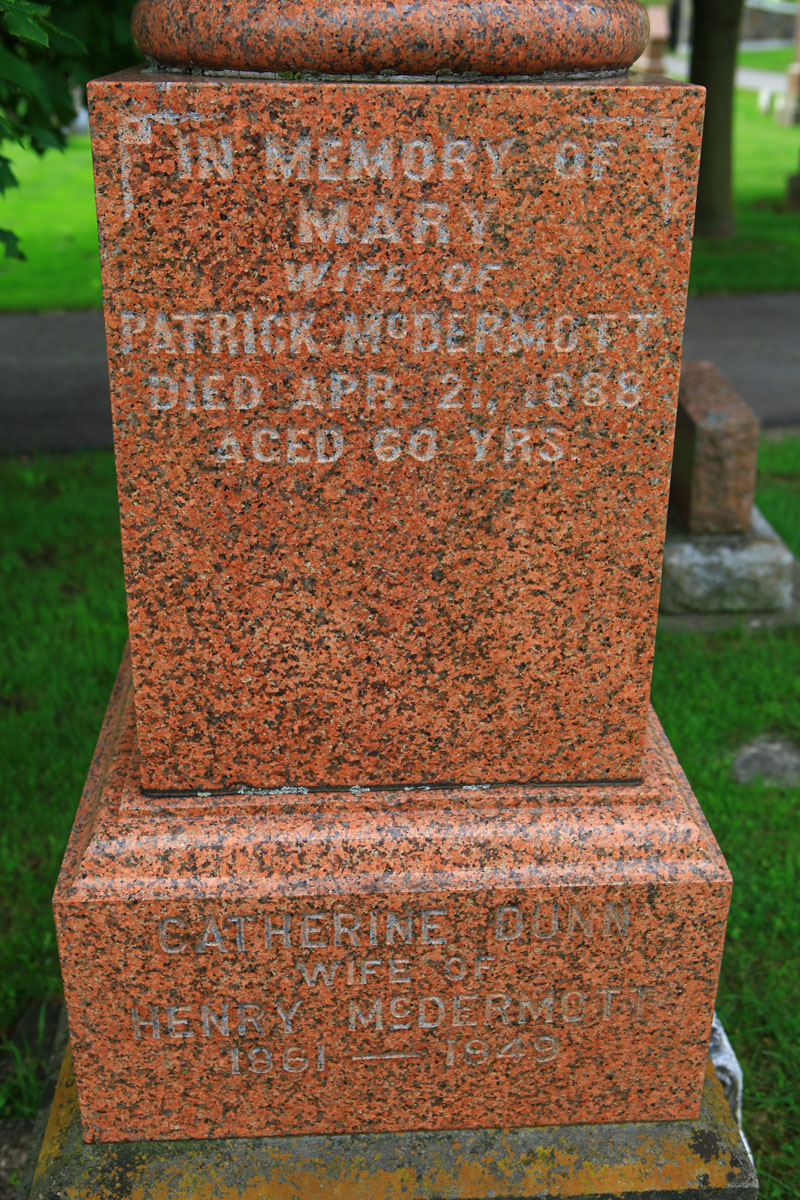 IN MEMORY OF
MARY
WIFE OF
PATRICK McDERMOTT
DIED APR. 21, 1888
AGED 60 YRS.
CATHERINE DUNN
WIFE OF
HENRY McDERMOTT
1861 — 1949